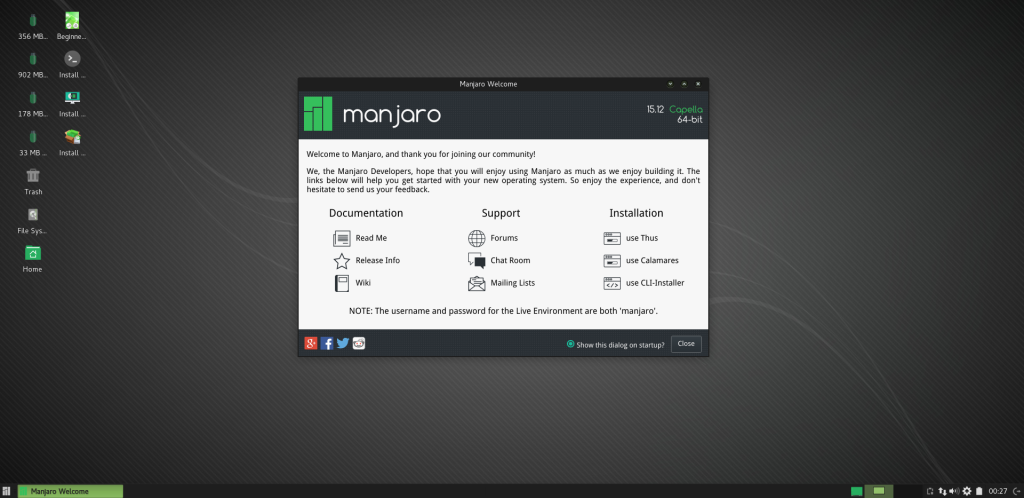 356 MB...
Beginne...
902 MB...
Install ...
178 MB...
Install ...
33 MB ...
Install ...
Trash
File Sys...
Home
Manjaro Welcome
manjaro
15.12 Capella
64-bit
Welcome to Manjaro, and thank you for joining our community!
We, the Manjaro Developers, hope that you will enjoy using Manjaro as much as we enjoy building it. The
links below will help you get started with your new operating system. So enjoy the experience, and don't
hesitate to send us your feedback.
Documentation
Read Me
Release Info
Wiki
Support
Forums
Chat Room
Mailing Lists
Installation
use Thus
use Calamares
use CLI-Installer
NOTE: The username and password for the Live Environment are both 'manjaro'.
Show this dialog on startup?
Close
Manjaro Welcome
00:27